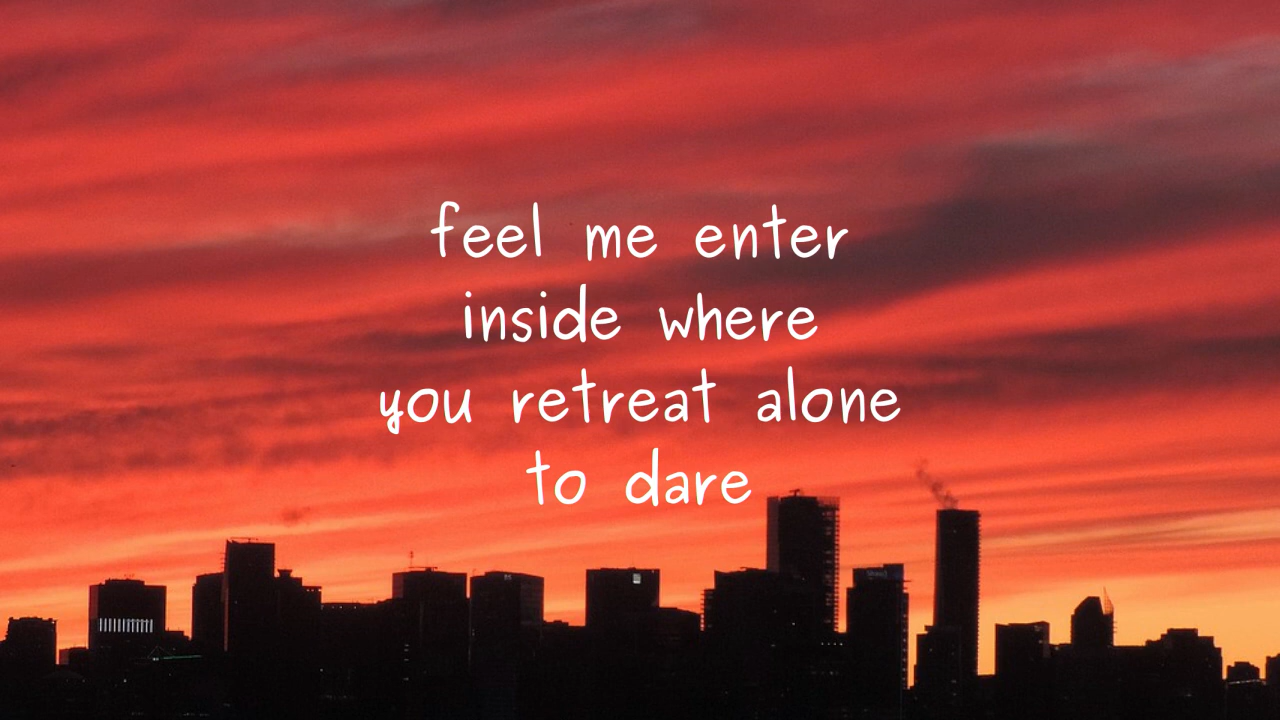 feel me enter
inside where
you retreat alone
to dare